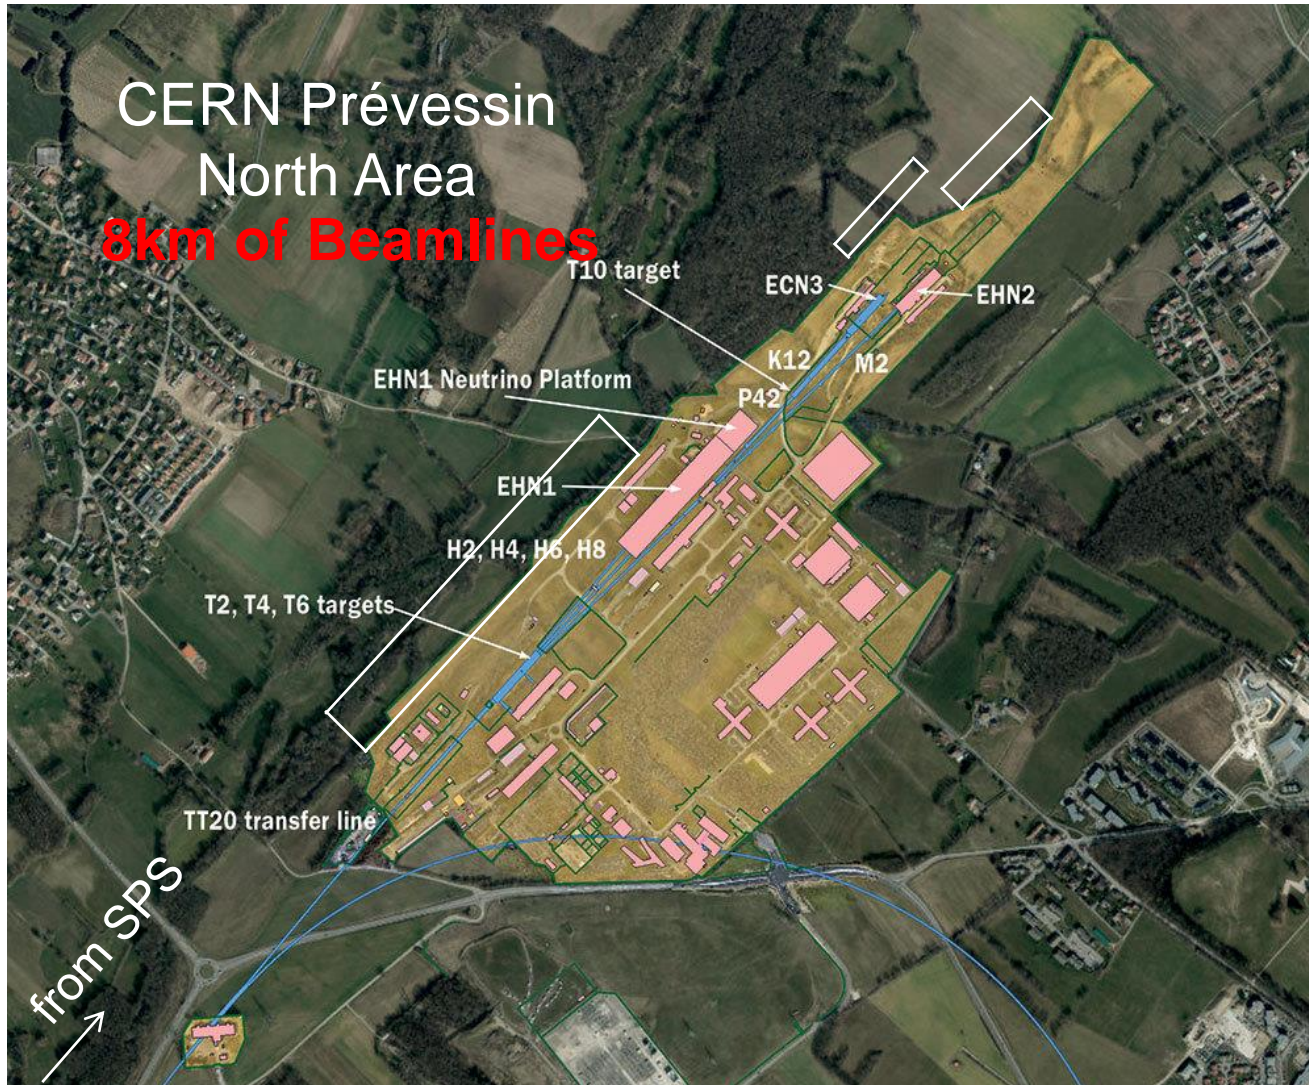 CERN Prévessin
North Area
8km of Beamlines
T10 target
ECN3
EHN2
K12
M2
EHN1 Neutrino Platform
P42
EHN1
H2, H4, H6, H8
T2, T4, T6 targets
TT20 transfer line
from SPS